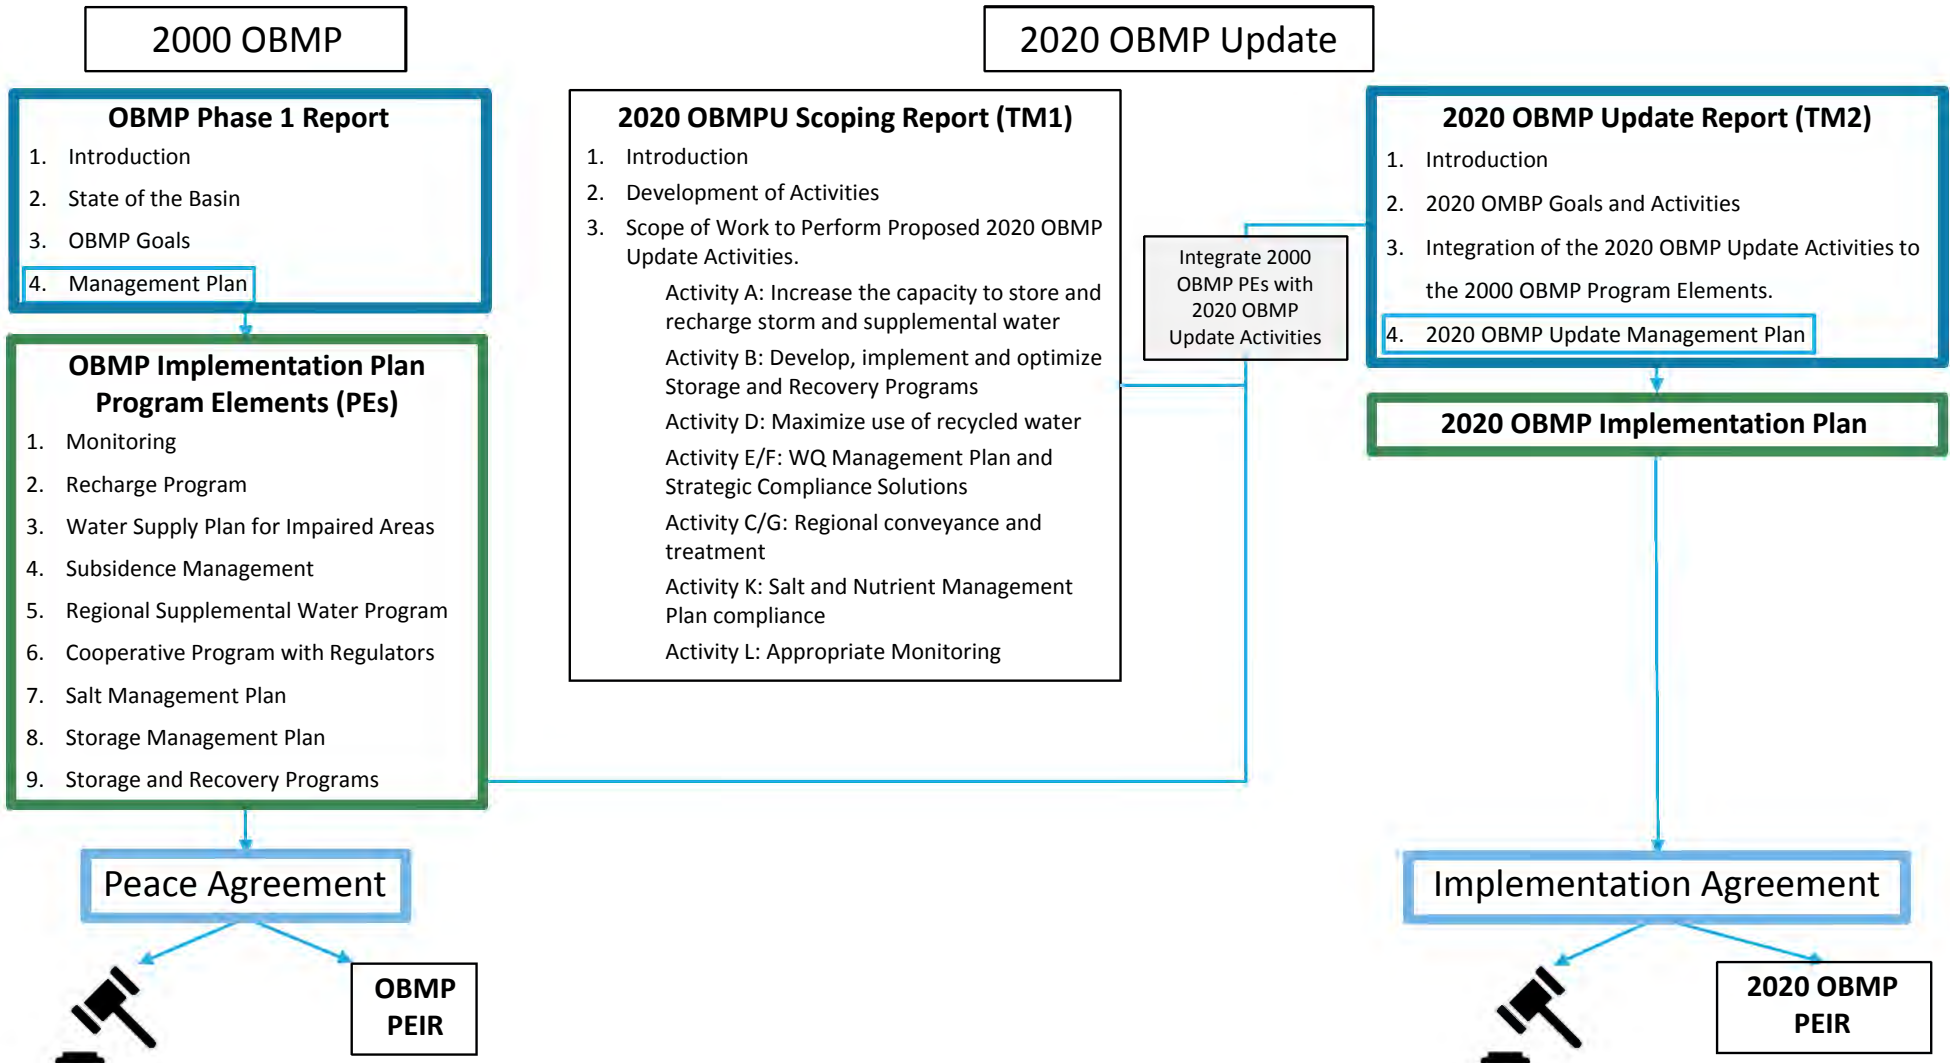 2000 OBMP
2020 OBMP Update
OBMP Phase 1 Report
1. Introduction
2. State of the Basin
3. OBMP Goals
4. Management Plan
OBMP Implementation Plan
Program Elements (PEs)
1. Monitoring
2. Recharge Program
3. Water Supply Plan for Impaired Areas
4. Subsidence Management
5. Regional Supplemental Water Program
6. Cooperative Program with Regulators
7. Salt Management Plan
8. Storage Management Plan
9. Storage and Recovery Programs
Peace Agreement
OBMP
PEIR
2020 OBMPU Scoping Report (TM1)
1. Introduction
2. Development of Activities
3. Scope of Work to Perform Proposed 2020 OBMP
Update Activities.
Activity A: Increase the capacity to store and
recharge storm and supplemental water
Activity B: Develop, implement and optimize
Storage and Recovery Programs
Activity D: Maximize use of recycled water
Activity E/F: WQ Management Plan and
Strategic Compliance Solutions
Activity C/G: Regional conveyance and
treatment
Activity K: Salt and Nutrient Management
Plan compliance
Activity L: Appropriate Monitoring
Integrate 2000
OBMP PEs with
2020 OBMP
Update Activities
2020 OBMP Update Report (TM2)
1. Introduction
2. 2020 OMBP Goals and Activities
3. Integration of the 2020 OBMP Update Activities to
the 2000 OBMP Program Elements.
4. 2020 OBMP Update Management Plan
2020 OBMP Implementation Plan
Implementation Agreement
2020 OBMP
PEIR